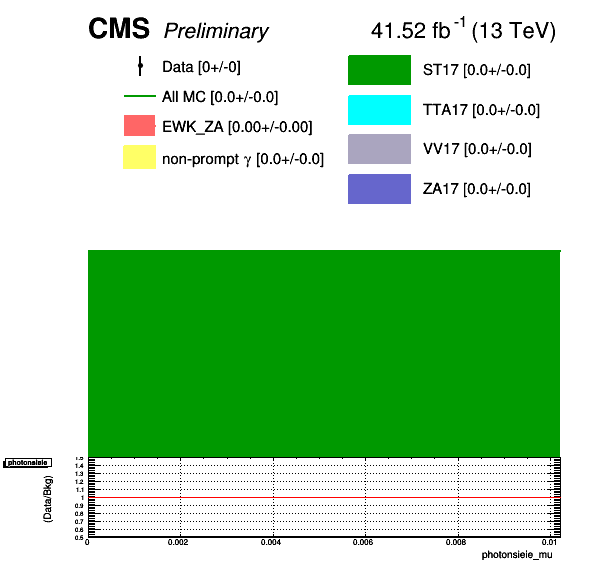 CMS Preliminary 41.52 fb-1 (13 TeV)
Data [0+/-0]
All MC [0.0+/-0.0]
EWK_ZA [0.00+/-0.00]
non-prompt γ [0.0+/-0.0]
ST17 [0.0+/-0.0]
TTA17 [0.0+/-0.0]
VV17 [0.0+/-0.0]
ZA17 [0.0+/-0.0]
photonsieie
(Data/Bkg)
1.5
1.4
1.3
1.2
1.1
1
0.9
0.8
0.7
0.6
0.5
0 0.002 0.004 0.006 0.008 0.01
photonsieie_mu